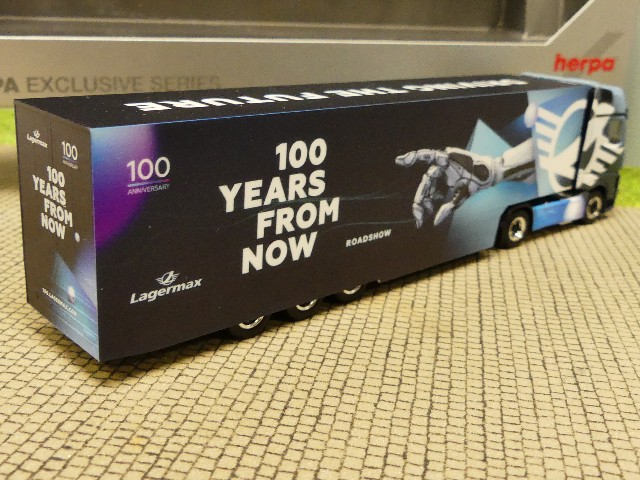 PA EXCLUSIVE SERIES
herpa
DRIVING THE FUTURE
Lagermax
100
100
YEARS
FROM
NOW
100
ANNIVERSARY
100
YEARS
FROM
NOW
ROADSHOW
Lagermax